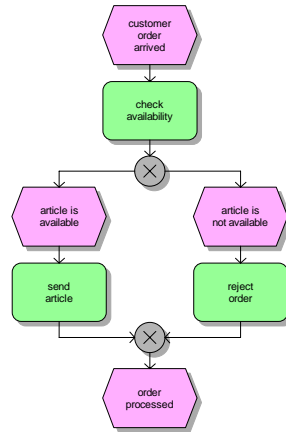 customer
order
arrived
check
availability
article is
available
article is
not available
send
article
reject
order
order
processed